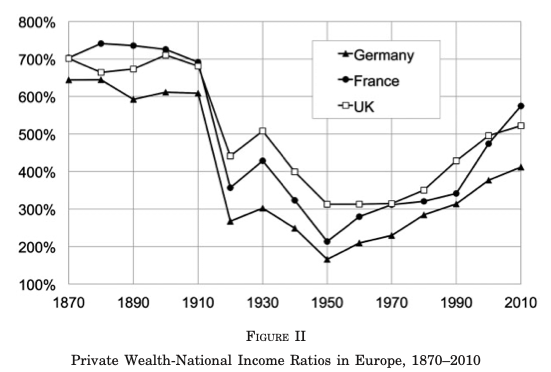 800%
700%
600%
500%
400%
300%
200%
100%
Germany
France
UK
1870 1890 1910 1930 1950 1970 1990 2010
FIGURE II
Private Wealth-National Income Ratios in Europe, 1870–2010